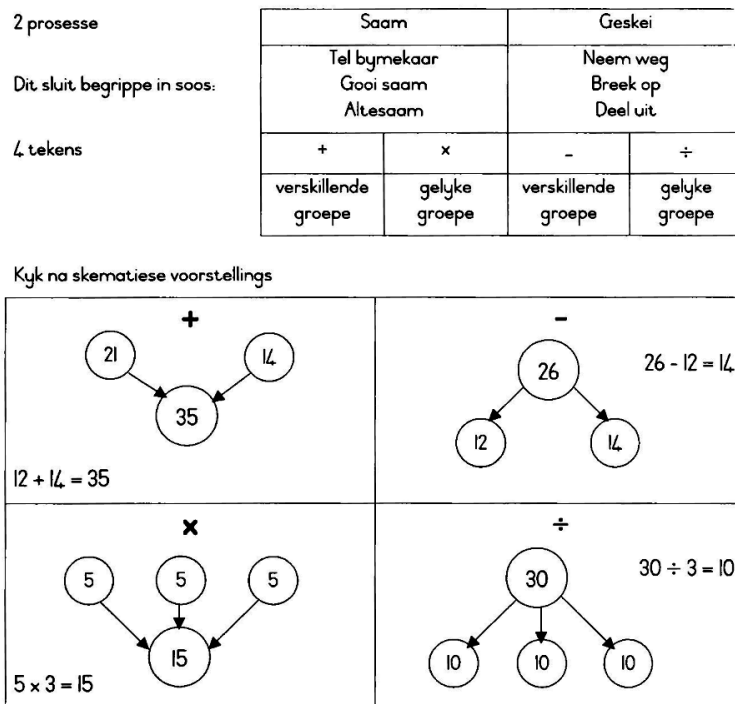 2 prosesse
Saam
Geskei
Dit sluit begrippe in soos:
Tel bymekaar
Gooi saam
Altesaam
Neem weg
Breek op
Deel uit
4 tekens
+
×
-
÷
verskillende
groepe
gelyke
groepe
verskillende
groepe
gelyke
groepe
Kyk na skematiese voorstellings
+
21
14
35
12 + 14 = 35
-
26
26 - 12 = 14
12
14
×
5
5
5
15
5 × 3 = 15
÷
30
30 ÷ 3 = 10
10
10
10